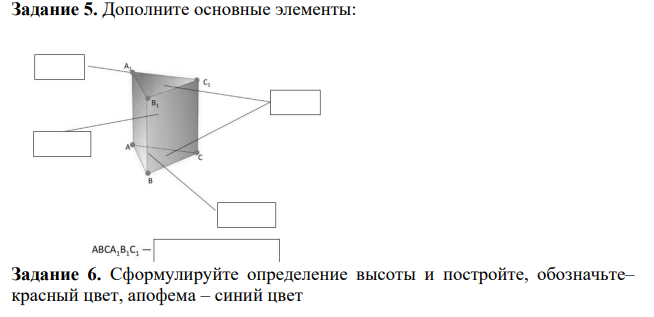 Задание 5. Дополните основные элементы:
A₁
C₁
B₁
A
C
B
ABCA₁B₁C₁ —
Задание 6. Сформулируйте определение высоты и постройте, обозначьте–
красный цвет, апофема – синий цвет